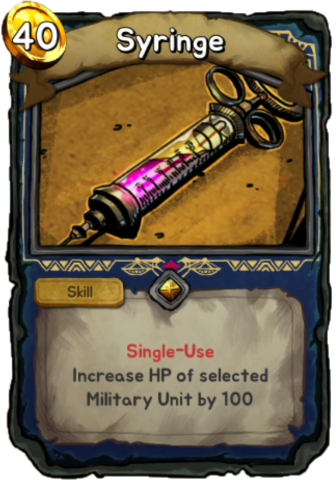 40
Syringe
Skill
Single-Use
Increase HP of selected
Military Unit by 100